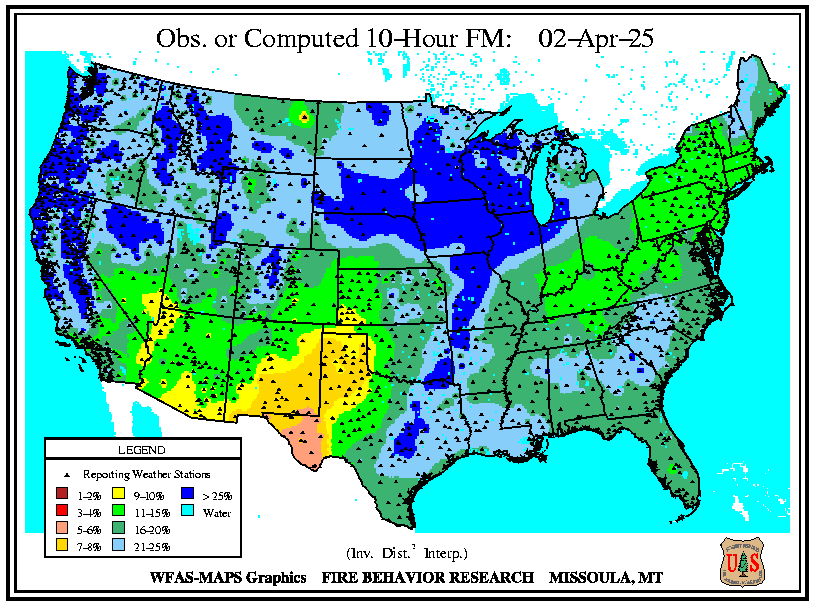 Obs. or Computed 10-Hour FM: 02-Apr-25
LEGEND
Reporting Weather Stations
1-2% 9-10% > 25%
3-4% 11-15% Water
5-6% 16-20%
7-8% 21-25%
(Inv. Dist.² Interp.)
WFAS-MAPS Graphics FIRE BEHAVIOR RESEARCH MISSOULA, MT
U S